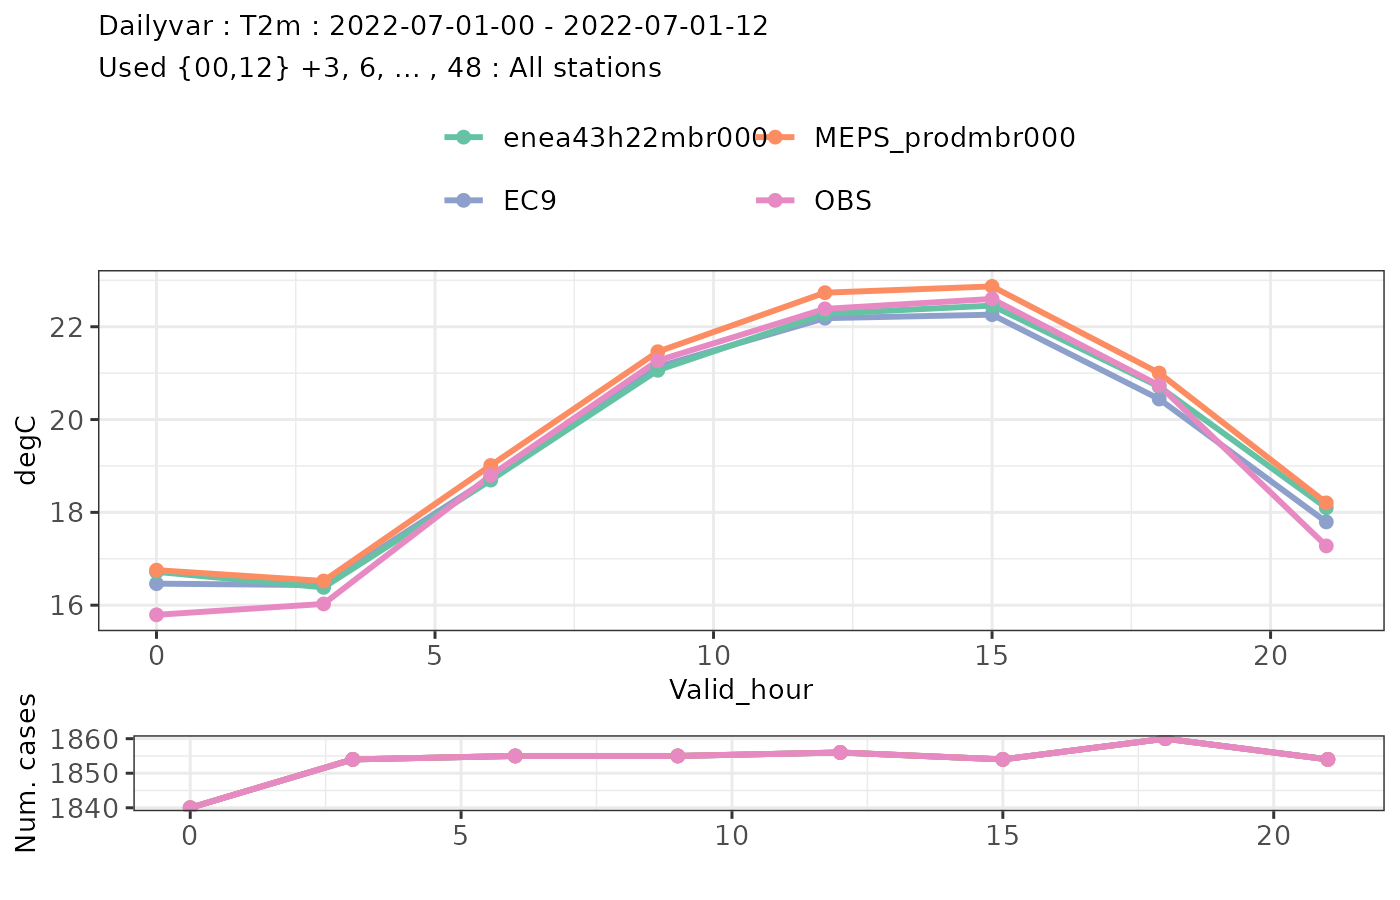 Dailyvar : T2m : 2022-07-01-00 - 2022-07-01-12
Used {00,12} +3, 6, ... , 48 : All stations
enea43h22mbr000 MEPS_prodmbr000
EC9 OBS
degC
22
20
18
16
0 5 10 15 20
Valid_hour
Num. cases
1860
1850
1840
0 5 10 15 20